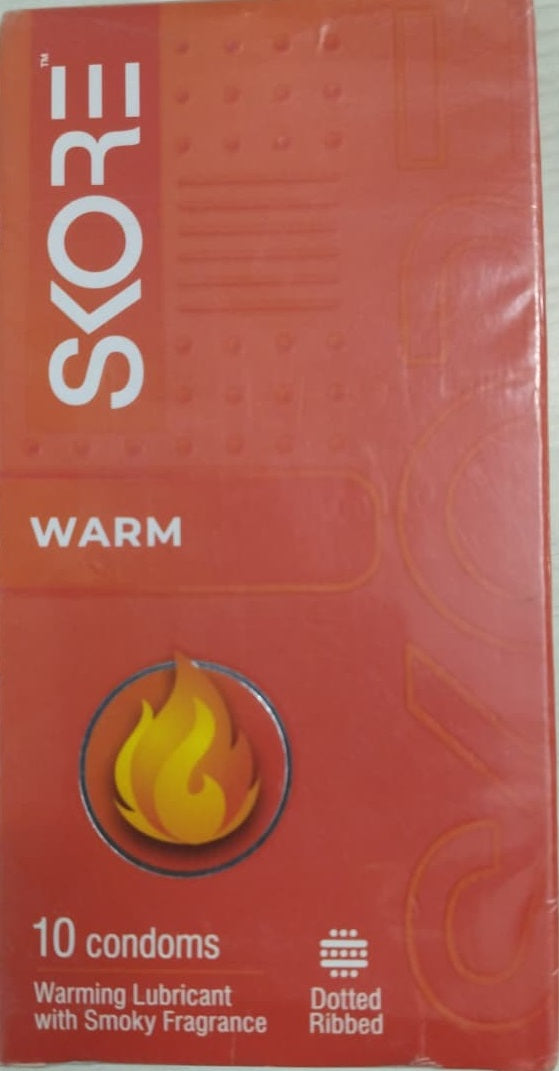 SKORE™
WARM
10 condoms
Warming Lubricant
with Smoky Fragrance
Dotted
Ribbed